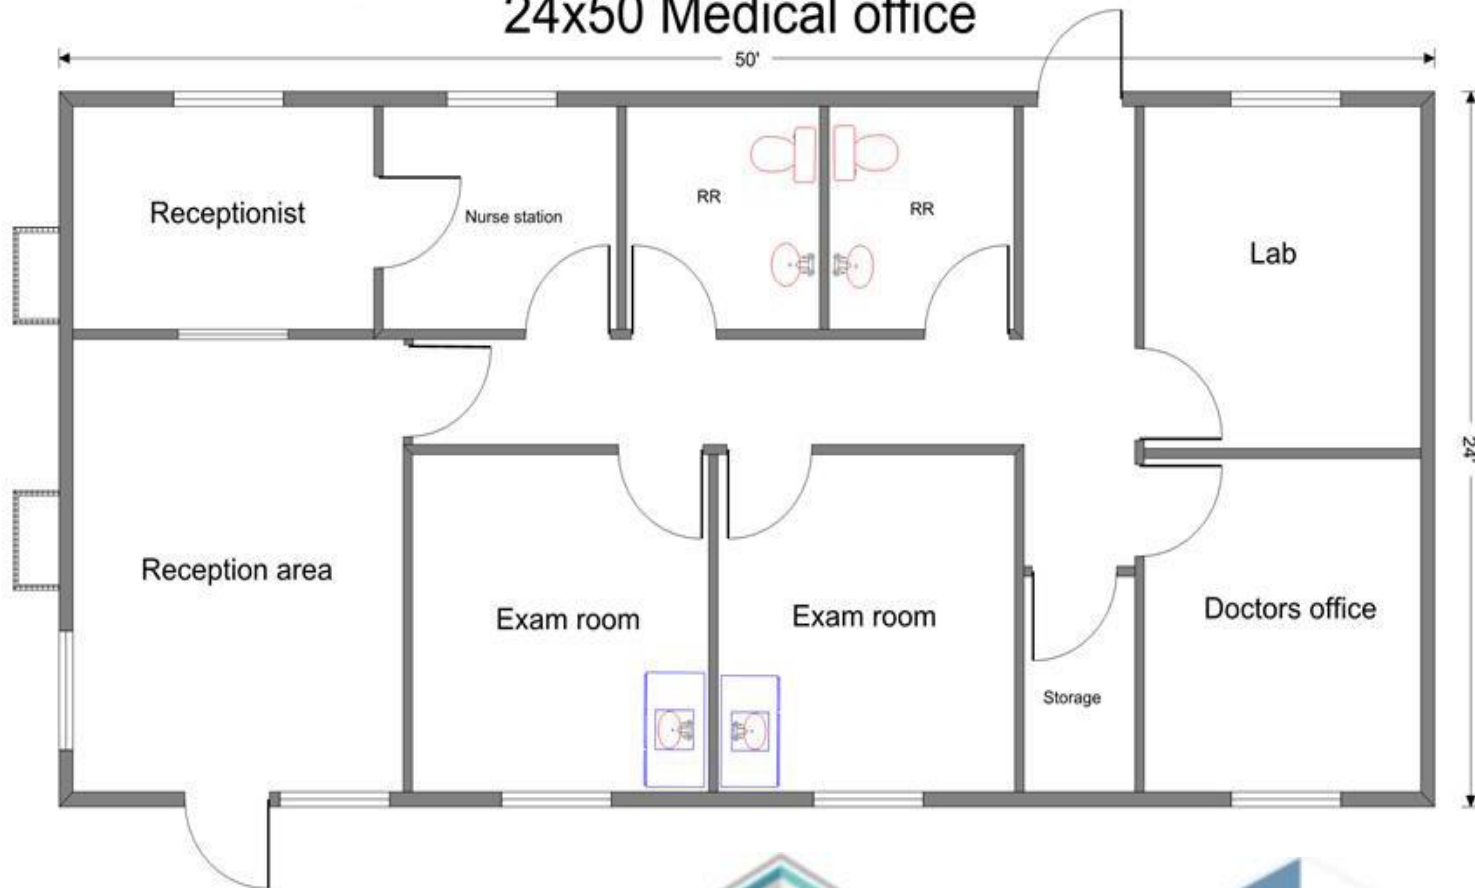 24x50 Medical office
50'
Receptionist
Nurse station
RR
RR
Lab
24'
Reception area
Exam room
Exam room
Doctors office
Storage